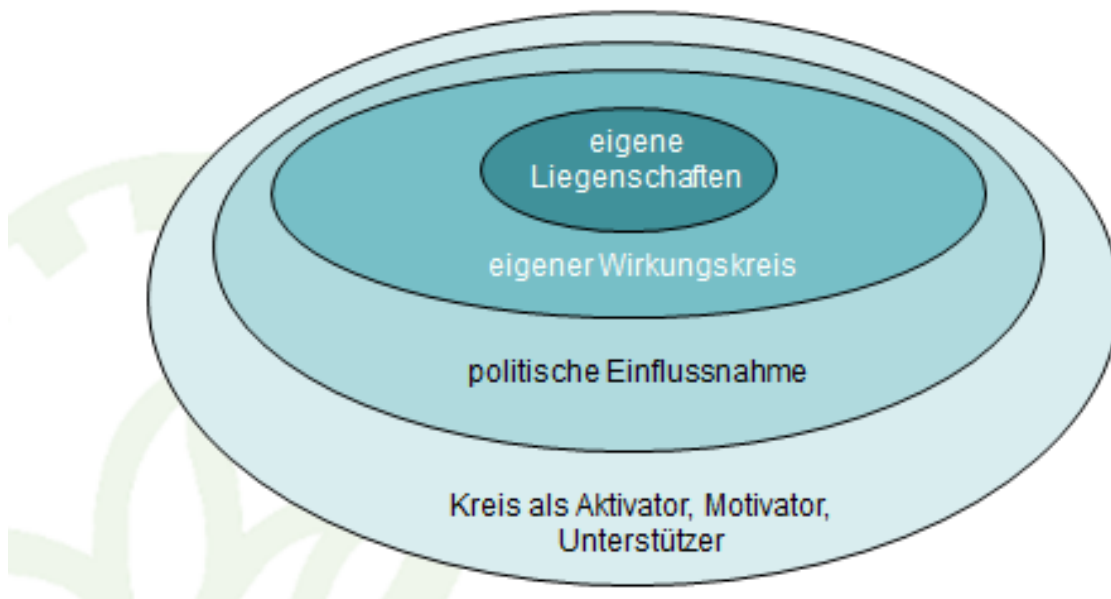 eigene
Liegenschaften
eigener Wirkungskreis
politische Einflussnahme
Kreis als Aktivator, Motivator,
Unterstützer